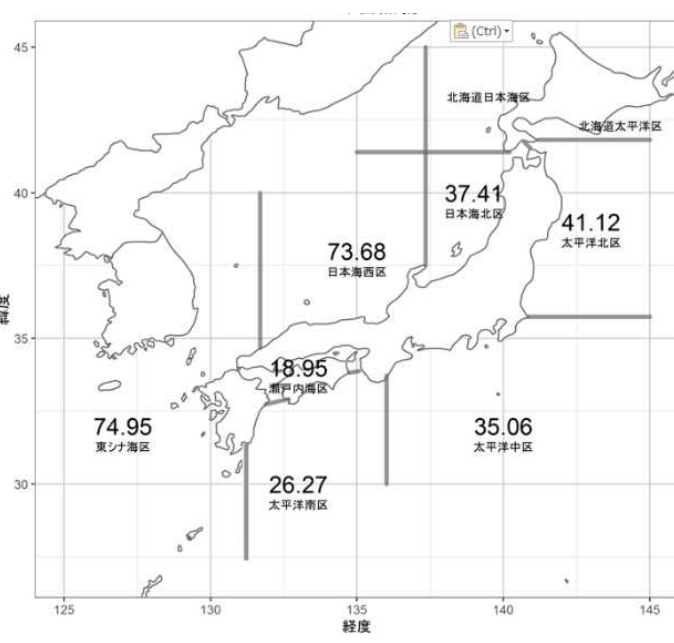 (Ctrl)
45
北海道日本海区
北海道太平洋区
40
37.41
日本海北区
41.12
太平洋北区
73.68
日本海西区
緯度
35
18.95
瀬戸内海区
74.95
東シナ海区
35.06
太平洋中区
30
26.27
太平洋南区
125
130
135
140
145
経度